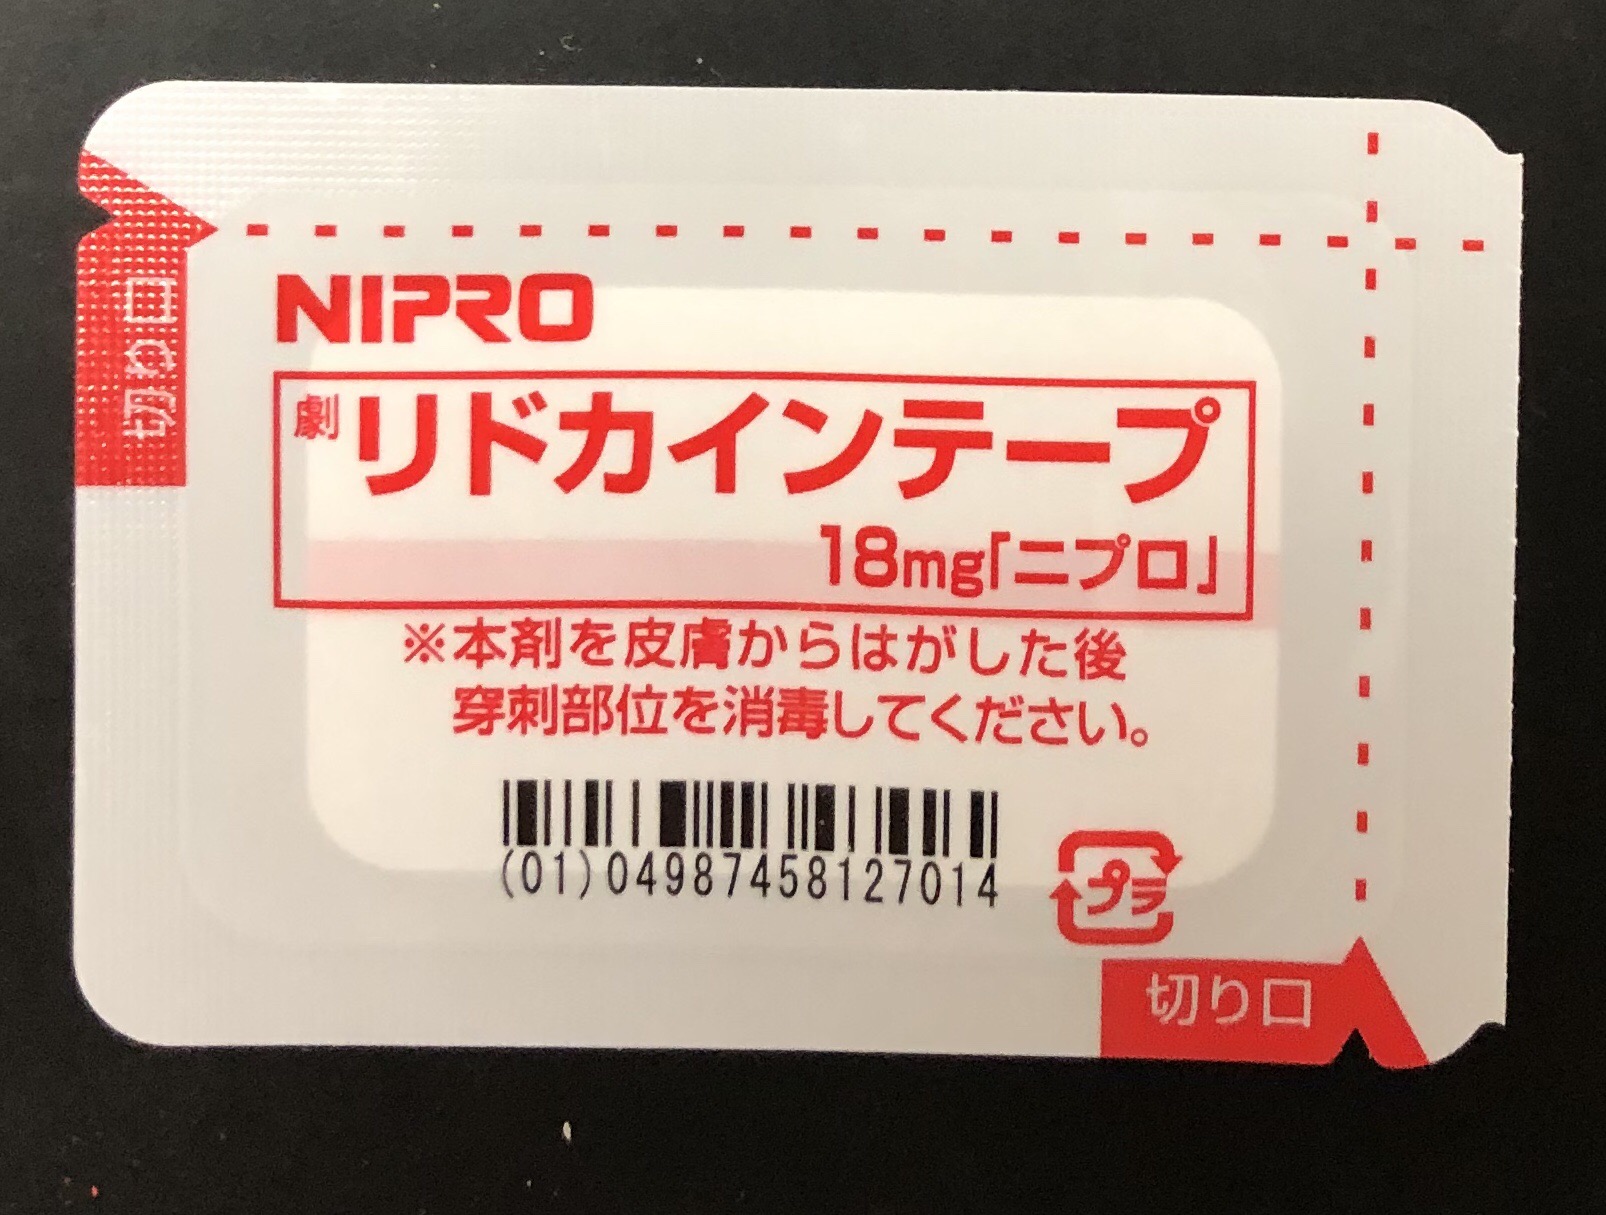 切り口
NIPRO
劇 リドカインテープ
18mg「ニプロ」
※本剤を皮膚からはがした後
穿刺部位を消毒してください。
(01)04987458127014
プラ
切り口